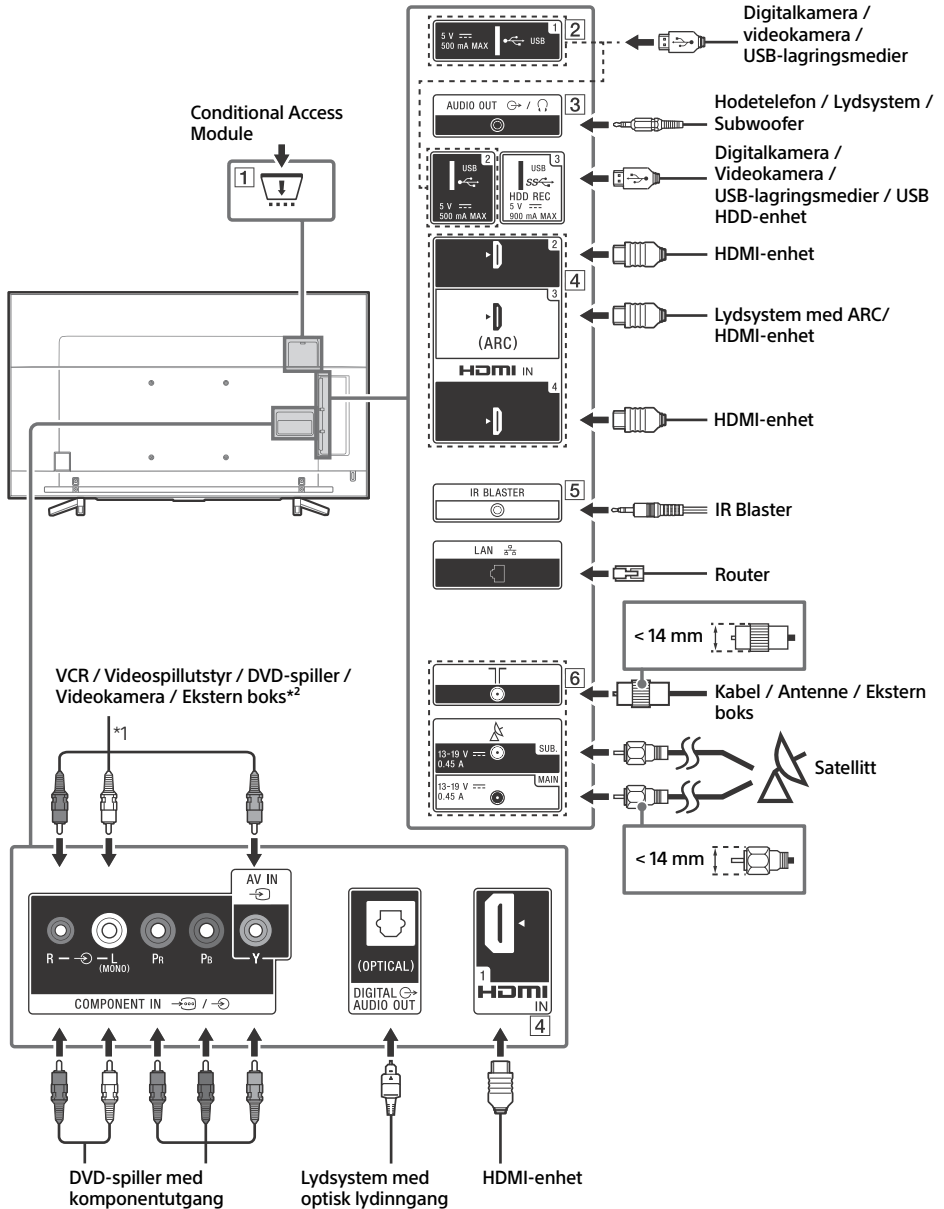 Digitalkamera /
videokamera /
USB-lagringsmedier
5 V
500 mA MAX
USB
1
2
Conditional Access
Module
1
AUDIO OUT /
3
Hodetelefon / Lydsystem /
Subwoofer
2
USB
5 V
500 mA MAX
3
USB
SS
HDD REC
5 V
900 mA MAX
Digitalkamera /
Videokamera /
USB-lagringsmedier / USB
HDD-enhet
2
4
HDMI-enhet
3
(ARC)
HDMI IN
Lydsystem med ARC/
HDMI-enhet
4
HDMI-enhet
IR BLASTER
5
IR Blaster
LAN
Router
< 14 mm
6
Kabel / Antenne / Ekstern
boks
13-19 V
0.45 A
SUB.
13-19 V
0.45 A
MAIN
Satellitt
< 14 mm
VCR / Videospillutstyr / DVD-spiller /
Videokamera / Ekstern boks*2
*1
AV IN
R — — L
(MONO)
PR
PB
Y
COMPONENT IN /
(OPTICAL)
DIGITAL
AUDIO OUT
1
HDMI
IN
4
DVD-spiller med
komponentutgang
Lydsystem med
optisk lydinngang
HDMI-enhet